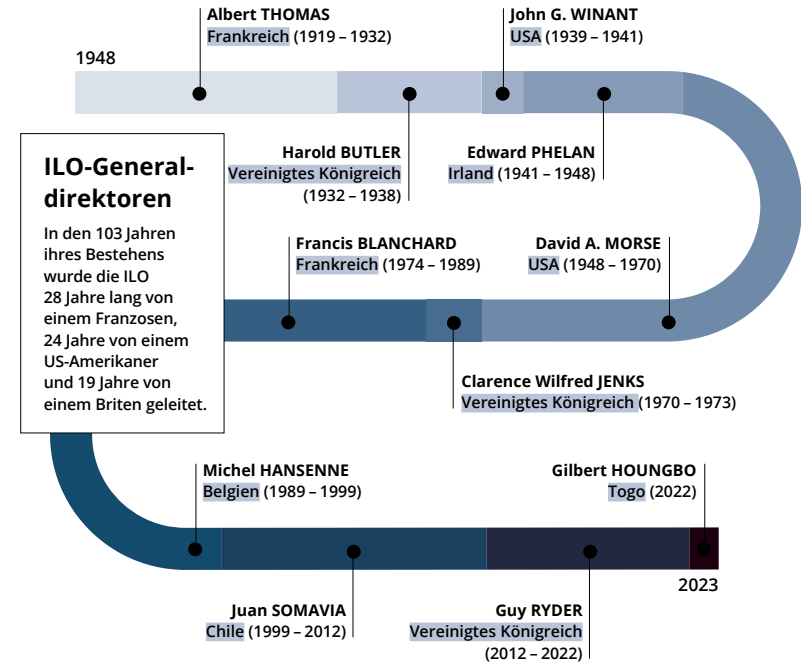 Albert THOMAS
Frankreich (1919 – 1932)
John G. WINANT
USA (1939 – 1941)
1948
Harold BUTLER
Vereinigtes Königreich
(1932 – 1938)
Edward PHELAN
Irland (1941 – 1948)
ILO-General-
direktoren
In den 103 Jahren
ihres Bestehens
wurde die ILO
28 Jahre lang von
einem Franzosen,
24 Jahre von einem
US-Amerikaner
und 19 Jahre von
einem Briten geleitet.
Francis BLANCHARD
Frankreich (1974 – 1989)
David A. MORSE
USA (1948 – 1970)
Clarence Wilfred JENKS
Vereinigtes Königreich (1970 – 1973)
Michel HANSENNE
Belgien (1989 – 1999)
Gilbert HOUNGBO
Togo (2022)
2023
Juan SOMAVIA
Chile (1999 – 2012)
Guy RYDER
Vereinigtes Königreich
(2012 – 2022)